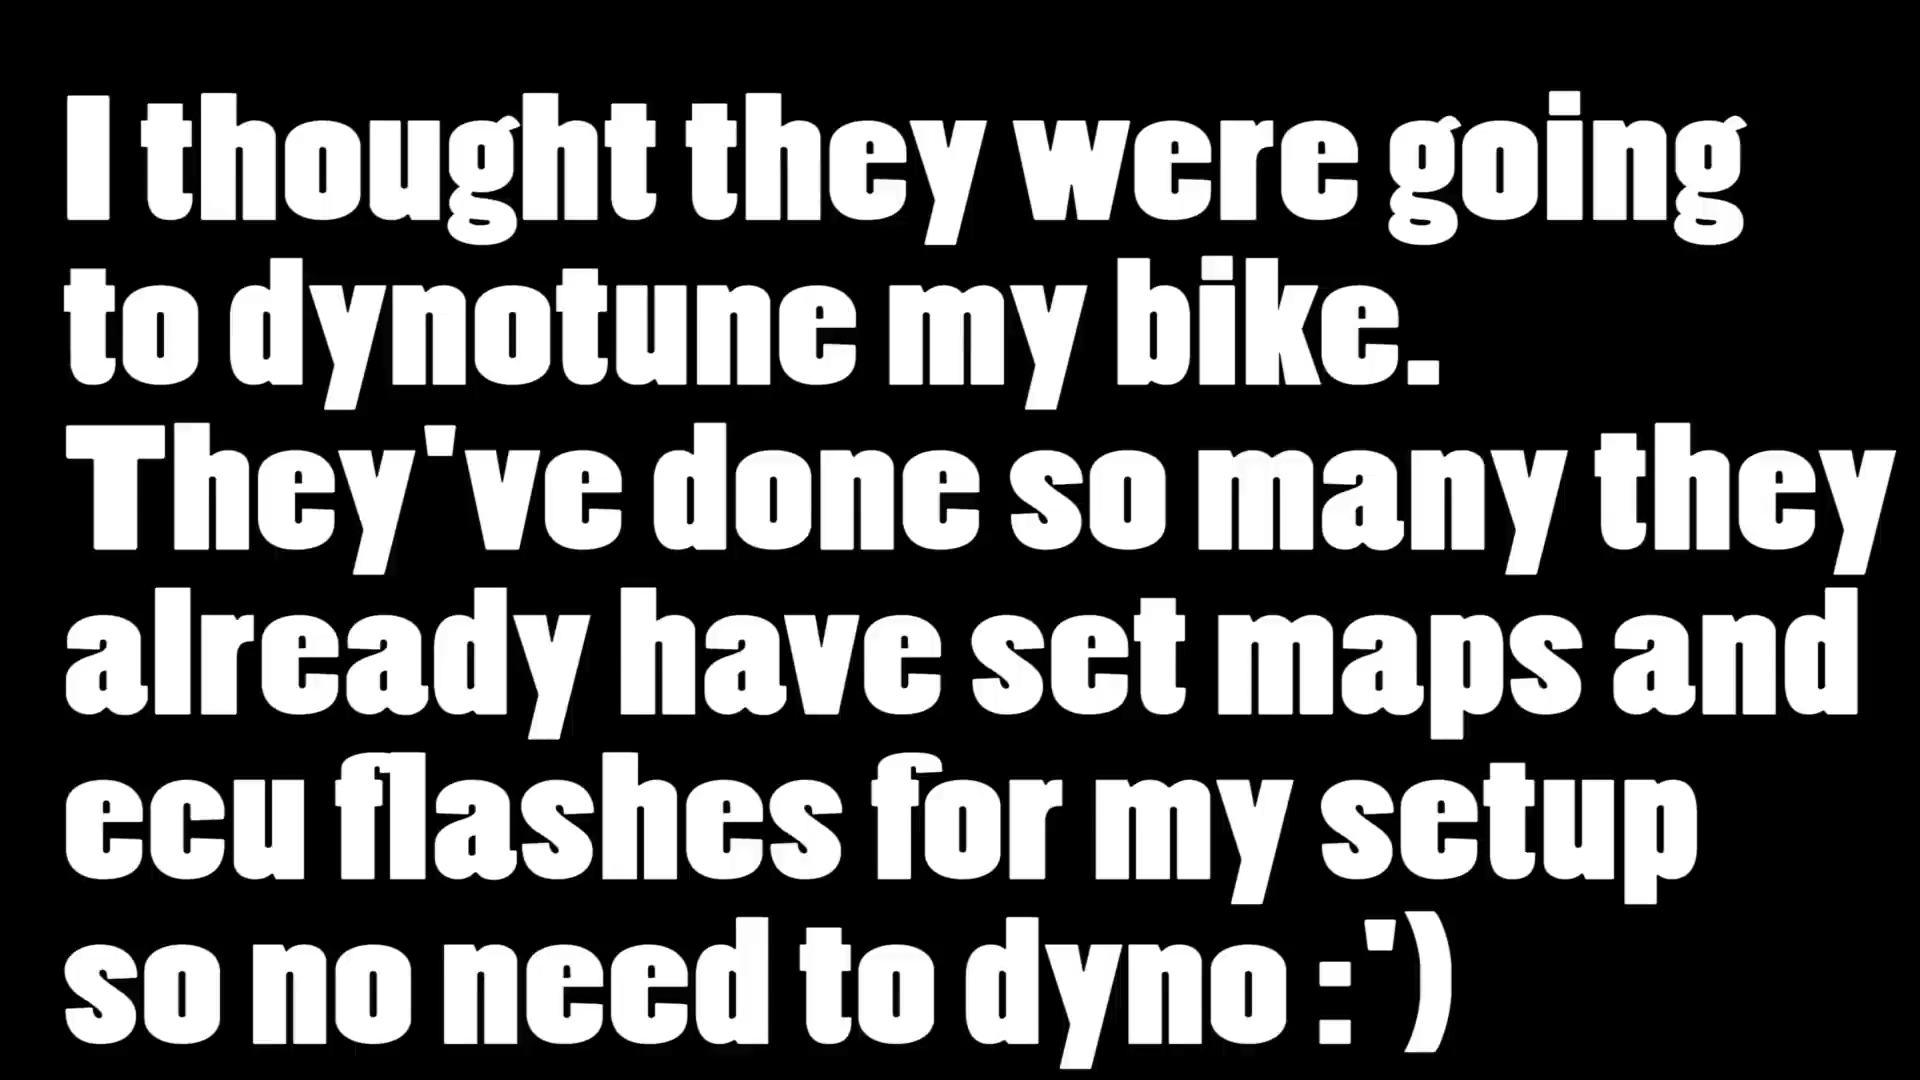 I thought they were going
to dynotune my bike.
They've done so many they
already have set maps and
ecu flashes for my setup
so no need to dyno :')